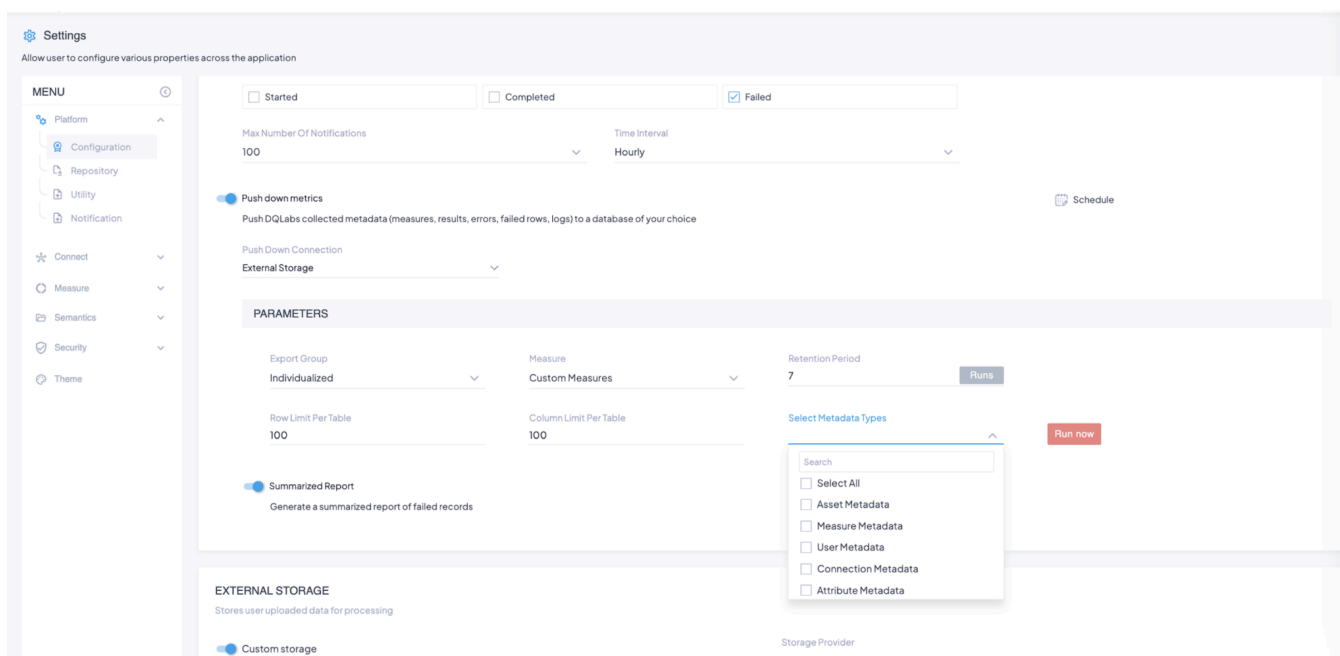 Settings
Allow user to configure various properties across the application
MENU
Platform
Configuration
Repository
Utility
Notification
Connect
Measure
Semantics
Security
Theme
Started Completed Failed
Max Number Of Notifications Time Interval
100 Hourly
Push down metrics Schedule
Push DQLabs collected metadata (measures, results, errors, failed rows, logs) to a database of your choice
Push Down Connection
External Storage
PARAMETERS
Export Group Measure Retention Period
Individualized Custom Measures 7 Runs
Row Limit Per Table Column Limit Per Table Select Metadata Types
100 100 Run now
Search
Select All
Asset Metadata
Measure Metadata
User Metadata
Connection Metadata
Attribute Metadata
Summarized Report
Generate a summarized report of failed records
EXTERNAL STORAGE
Stores user uploaded data for processing
Custom storage Storage Provider